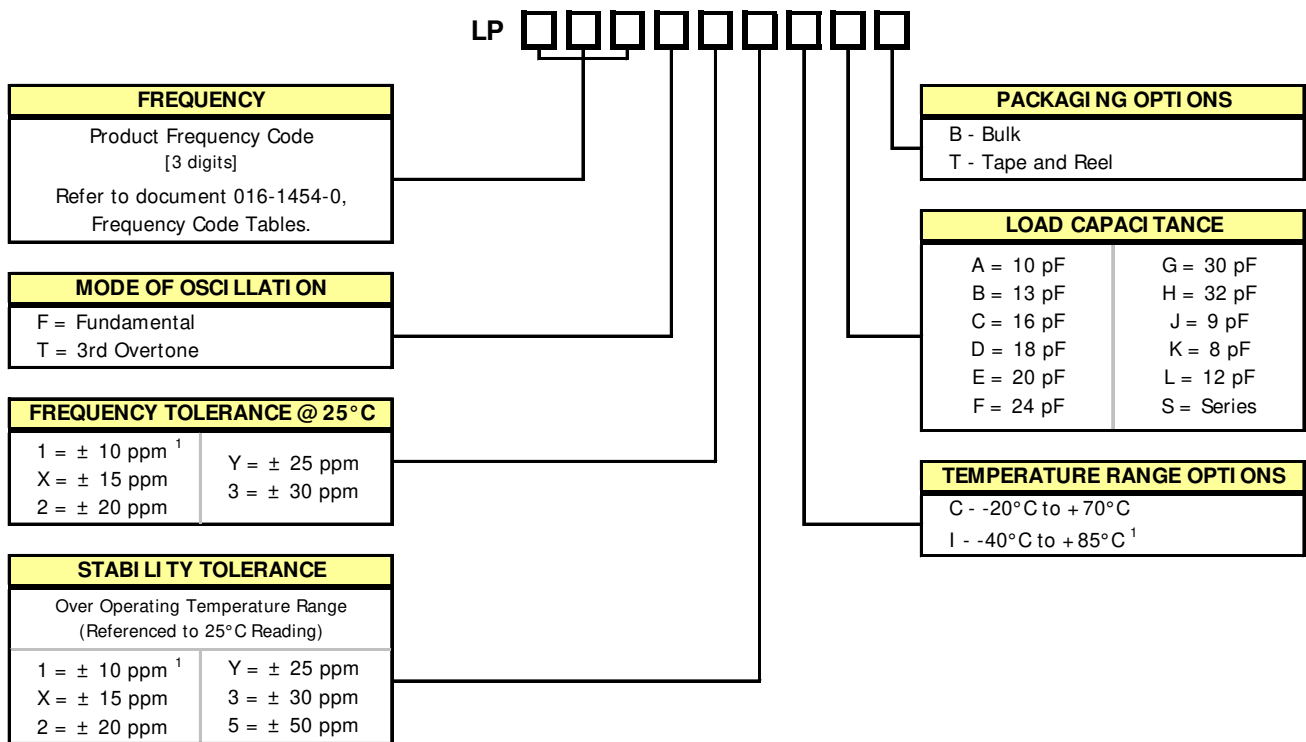 LP
FREQUENCY
Product Frequency Code
[3 digits]
Refer to document 016-1454-0,
Frequency Code Tables.
MODE OF OSCILLATION
F = Fundamental
T = 3rd Overtone
FREQUENCY TOLERANCE @ 25°C
1 = ± 10 ppm 1
X = ± 15 ppm
2 = ± 20 ppm
Y = ± 25 ppm
3 = ± 30 ppm
STABILITY TOLERANCE
Over Operating Temperature Range
(Referenced to 25°C Reading)
1 = ± 10 ppm 1
X = ± 15 ppm
2 = ± 20 ppm
Y = ± 25 ppm
3 = ± 30 ppm
5 = ± 50 ppm
PACKAGING OPTIONS
B - Bulk
T - Tape and Reel
LOAD CAPACITANCE
A = 10 pF
B = 13 pF
C = 16 pF
D = 18 pF
E = 20 pF
F = 24 pF
G = 30 pF
H = 32 pF
J = 9 pF
K = 8 pF
L = 12 pF
S = Series
TEMPERATURE RANGE OPTIONS
C - -20°C to +70°C
I - -40°C to +85°C 1